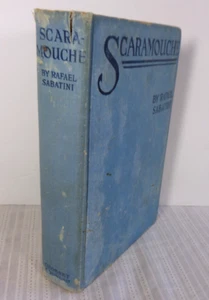 SCARA-
MOUCHE
BY RAFAEL
SABATINI
SCARAMOUCHE
BY RAFAEL
SABATINI